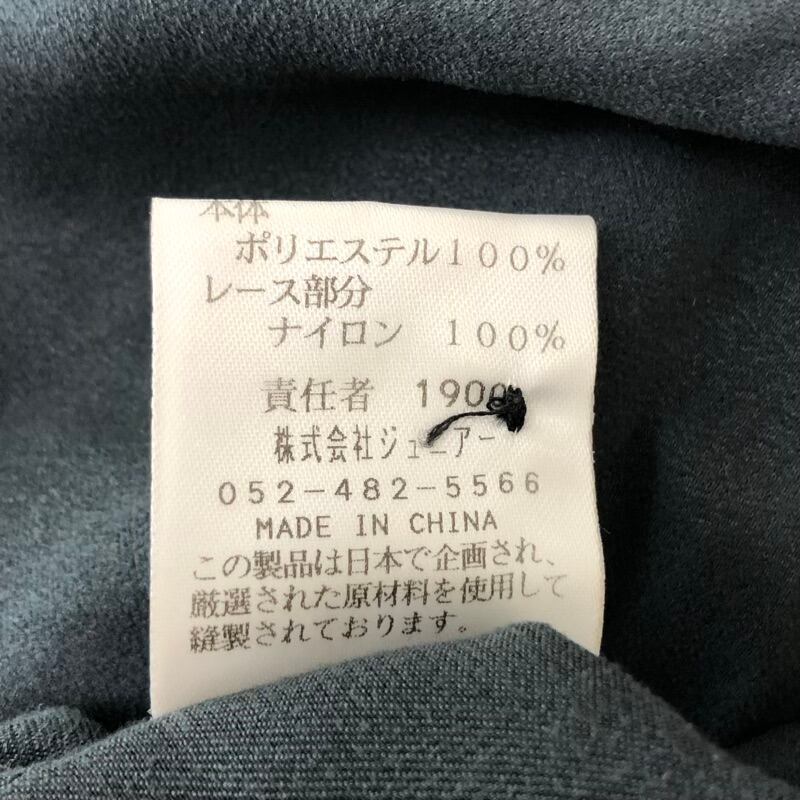 本体
ポリエステル100%
レース部分
ナイロン 100%
責任者 1900
株式会社ジュニアー
052-482-5566
MADE IN CHINA
この製品は日本で企画され、
厳選された原材料を使用して
縫製されております。